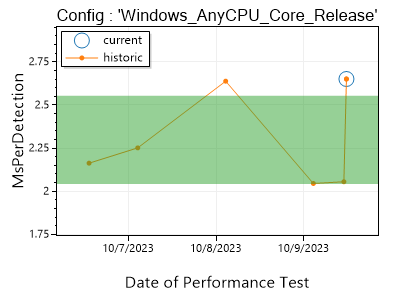 Config : 'Windows_AnyCPU_Core_Release'
current
historic
MsPerDetection
2.75
2.5
2.25
2
1.75
10/7/2023
10/8/2023
10/9/2023
Date of Performance Test